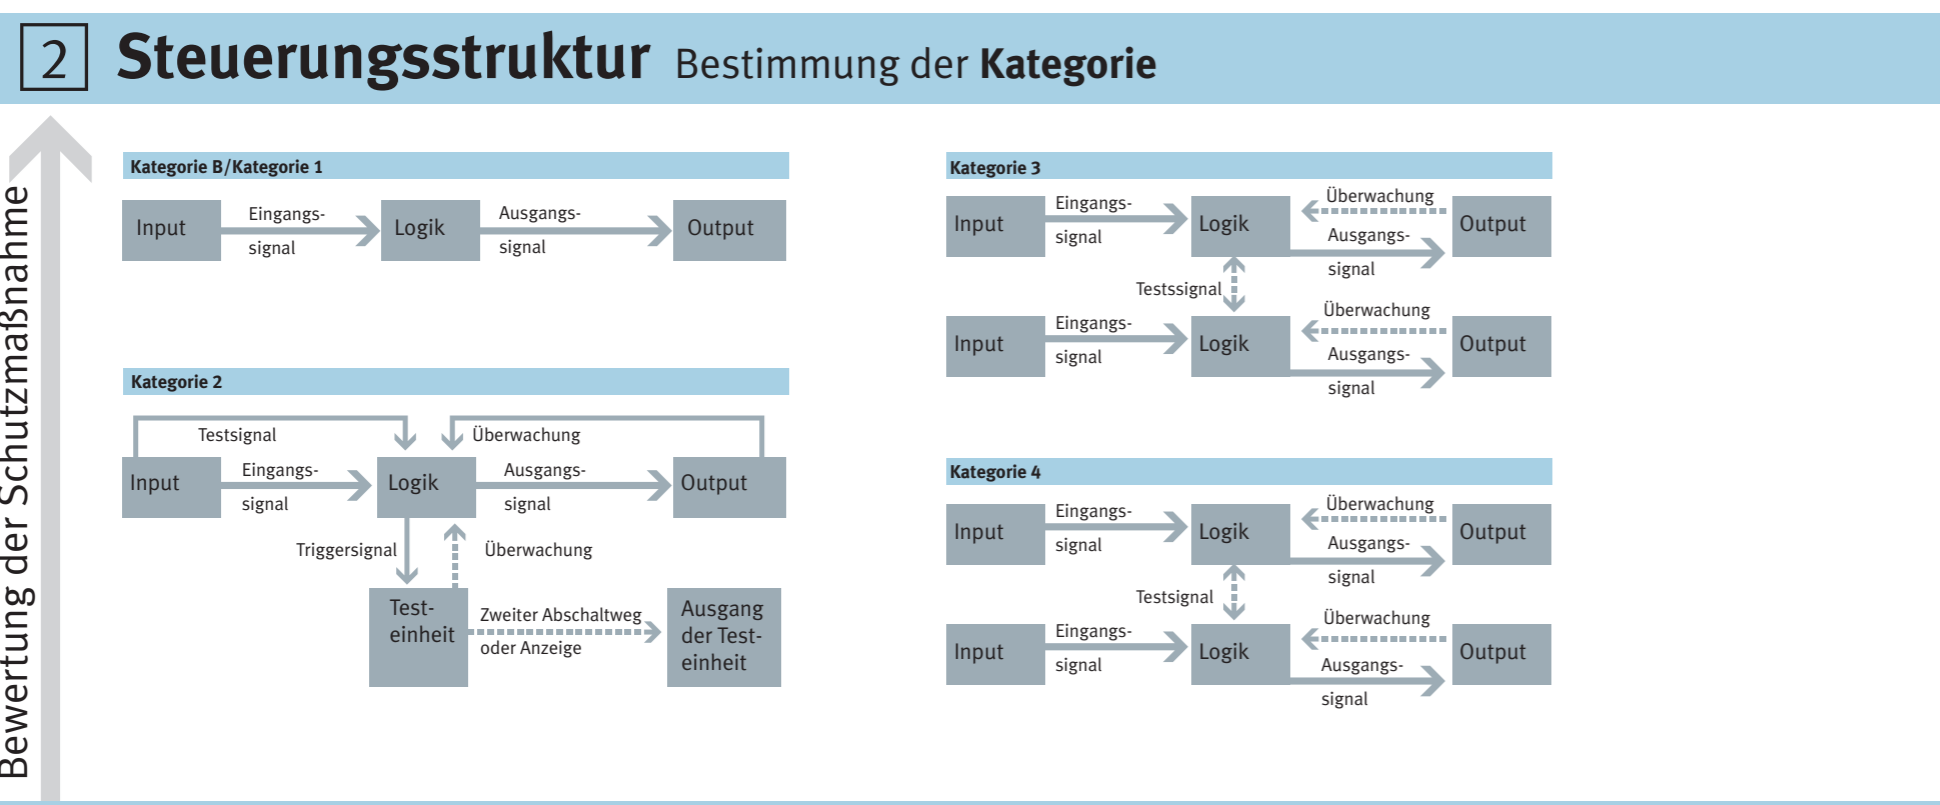 2 Steuerungsstruktur Bestimmung der Kategorie
Bewertung der Schutzmaßnahme
Kategorie B/Kategorie 1
Input
Eingangs-
signal
Logik
Ausgangs-
signal
Output
Kategorie 2
Testsignal
Überwachung
Input
Eingangs-
signal
Logik
Ausgangs-
signal
Output
Triggersignal
Überwachung
Test-
einheit
Zweiter Abschaltweg
oder Anzeige
Ausgang
der Test-
einheit
Kategorie 3
Input
Eingangs-
signal
Logik
Überwachung
Ausgangs-
signal
Output
Testssignal
Input
Eingangs-
signal
Logik
Überwachung
Ausgangs-
signal
Output
Kategorie 4
Input
Eingangs-
signal
Logik
Überwachung
Ausgangs-
signal
Output
Testsignal
Input
Eingangs-
signal
Logik
Überwachung
Ausgangs-
signal
Output